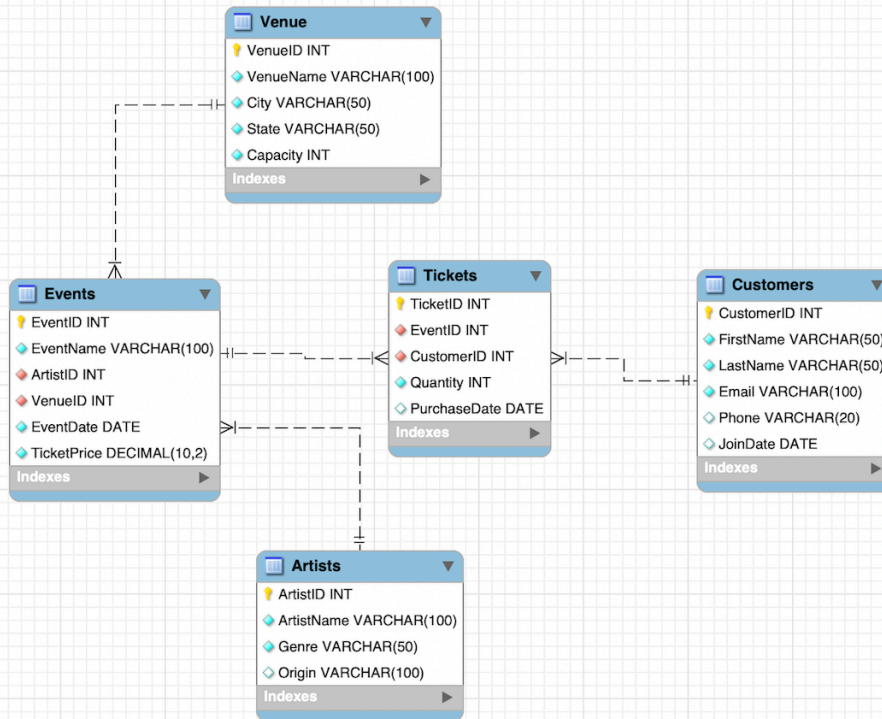 Venue
VenueID INT
VenueName VARCHAR(100)
City VARCHAR(50)
State VARCHAR(50)
Capacity INT
Indexes
Events
EventID INT
EventName VARCHAR(100)
ArtistID INT
VenueID INT
EventDate DATE
TicketPrice DECIMAL(10,2)
Indexes
Tickets
TicketID INT
EventID INT
CustomerID INT
Quantity INT
PurchaseDate DATE
Indexes
Customers
CustomerID INT
FirstName VARCHAR(50)
LastName VARCHAR(50)
Email VARCHAR(100)
Phone VARCHAR(20)
JoinDate DATE
Indexes
Artists
ArtistID INT
ArtistName VARCHAR(100)
Genre VARCHAR(50)
Origin VARCHAR(100)
Indexes